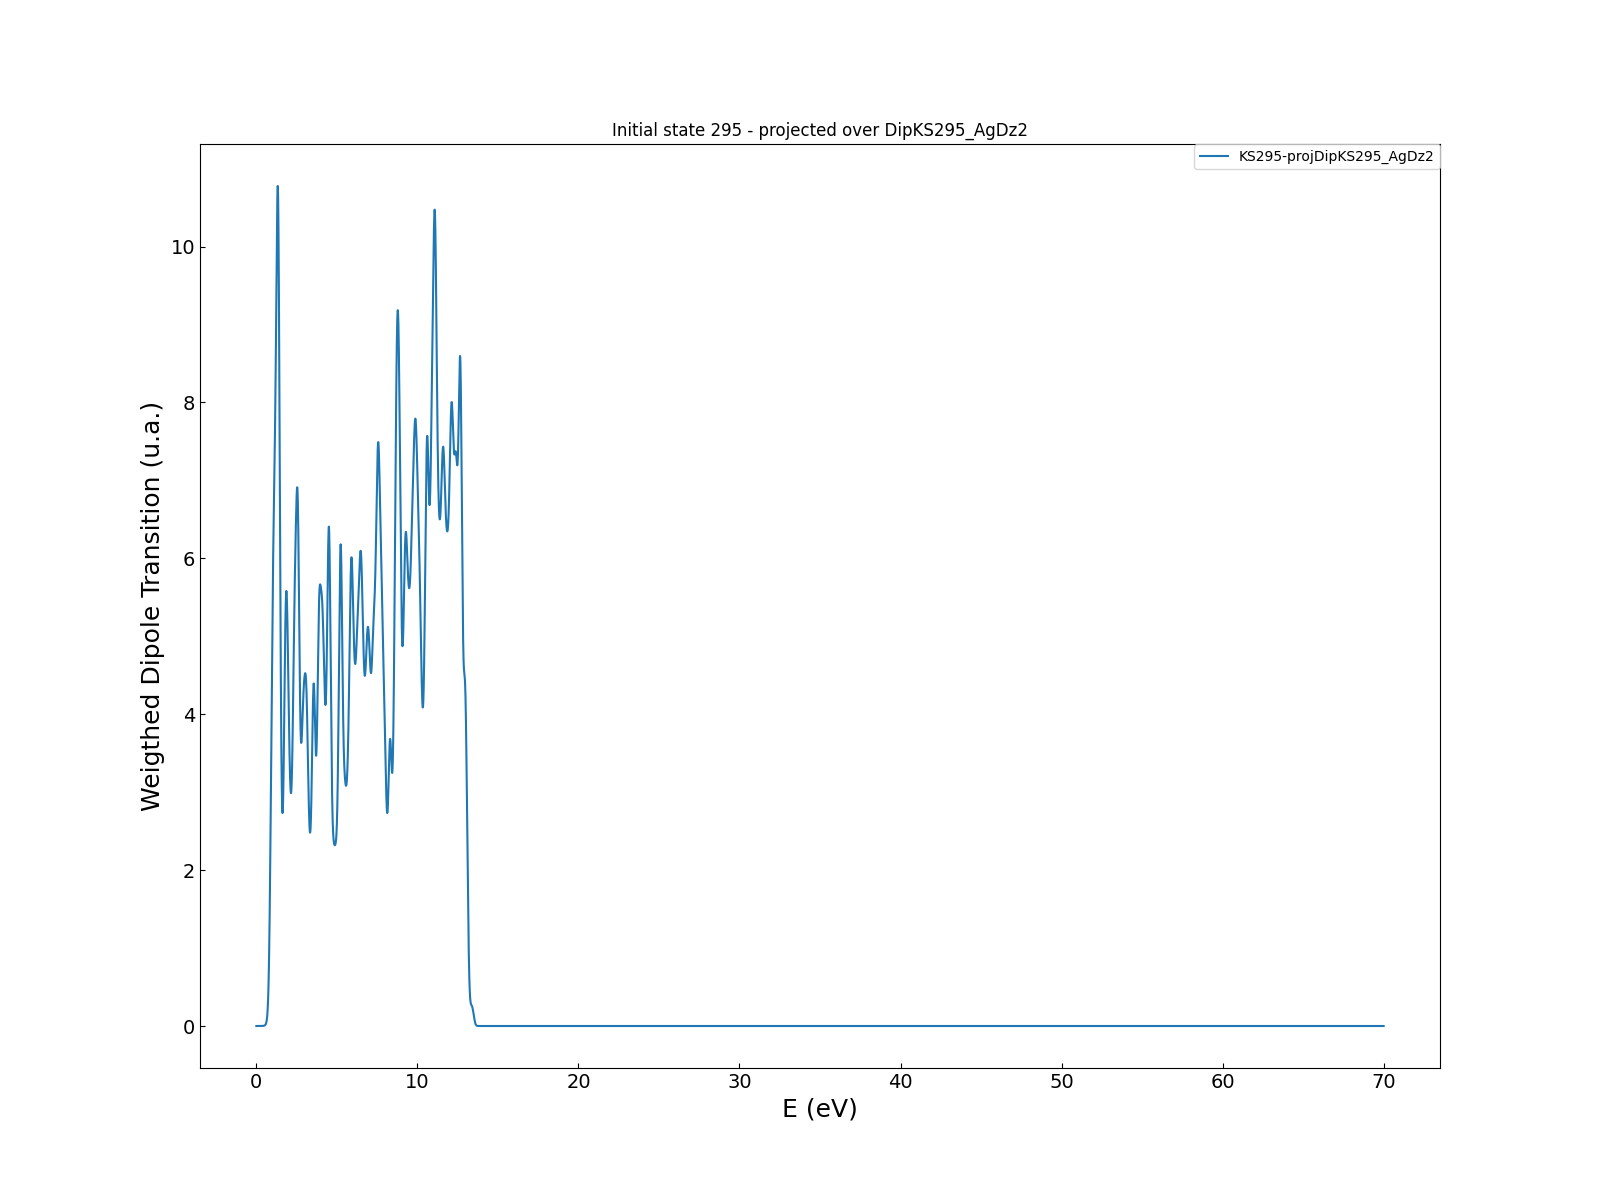 Initial state 295 - projected over DipKS295_AgDz2
KS295-projDipKS295_AgDz2
Weigthed Dipole Transition (u.a.)
10
8
6
4
2
0
0 10 20 30 40 50 60 70
E (eV)